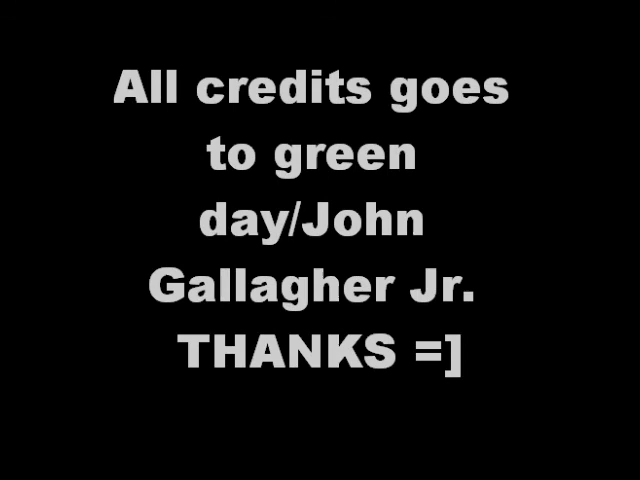 All credits goes
to green
day/John
Gallagher Jr.
THANKS =]